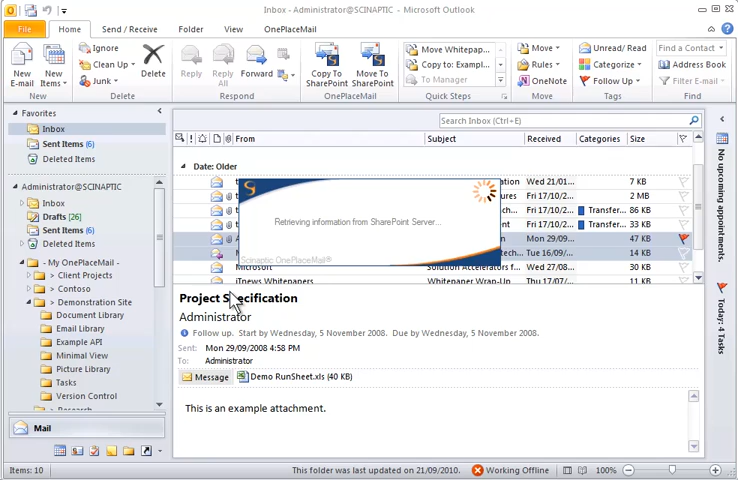 Inbox - Administrator@SCINAPTIC - Microsoft Outlook
File Home Send / Receive Folder View OnePlaceMail
Ignore
Clean Up
Junk
Delete
Reply
Reply All
Forward
Copy To SharePoint
Move To SharePoint
Move Whitepap...
Copy to: Exampl...
To Manager
Move
Rules
OneNote
Unread/ Read
Categorize
Follow Up
Find a Contact
Address Book
Filter E-mail
New E-mail
New Items
New Delete Respond OnePlaceMail Quick Steps Move Tags Find
Favorites
Inbox
Sent Items (6)
Deleted Items
Administrator@SCINAPTIC
Inbox
Drafts [26]
Sent Items (6)
Deleted Items
- My OnePlaceMail -
> Client Projects
> Contoso
> Demonstration Site
Document Library
Email Library
Example API
Minimal View
Picture Library
Tasks
Version Control
Mail
Search Inbox (Ctrl+E)
From Subject Received Categories Size
Date: Older
Wed 21/01... 7 KB
Fri 17/10/2... 2 MB
Fri 17/10/2... Transfer... 86 KB
Fri 17/10/2... Transfer... 33 KB
Mon 29/09... 47 KB
Tue 16/09/... 14 KB
Microsoft Solution Accelerators f... Wed 27/08... 30 KB
iTnews Whitepapers Whitepaper Wrap-Up... Fri 17/10/2... 11 KB
Retrieving information from SharePoint Server...
Scinaptic OnePlaceMail®
Project Specification
Administrator
Follow up. Start by Wednesday, 5 November 2008. Due by Wednesday, 5 November 2008.
Sent: Mon 29/09/2008 4:58 PM
To: Administrator
Message Demo RunSheet.xls (40 KB)
This is an example attachment.
No upcoming appointments.
Today: 4 Tasks
Items: 10 This folder was last updated on 21/09/2010. Working Offline 100%